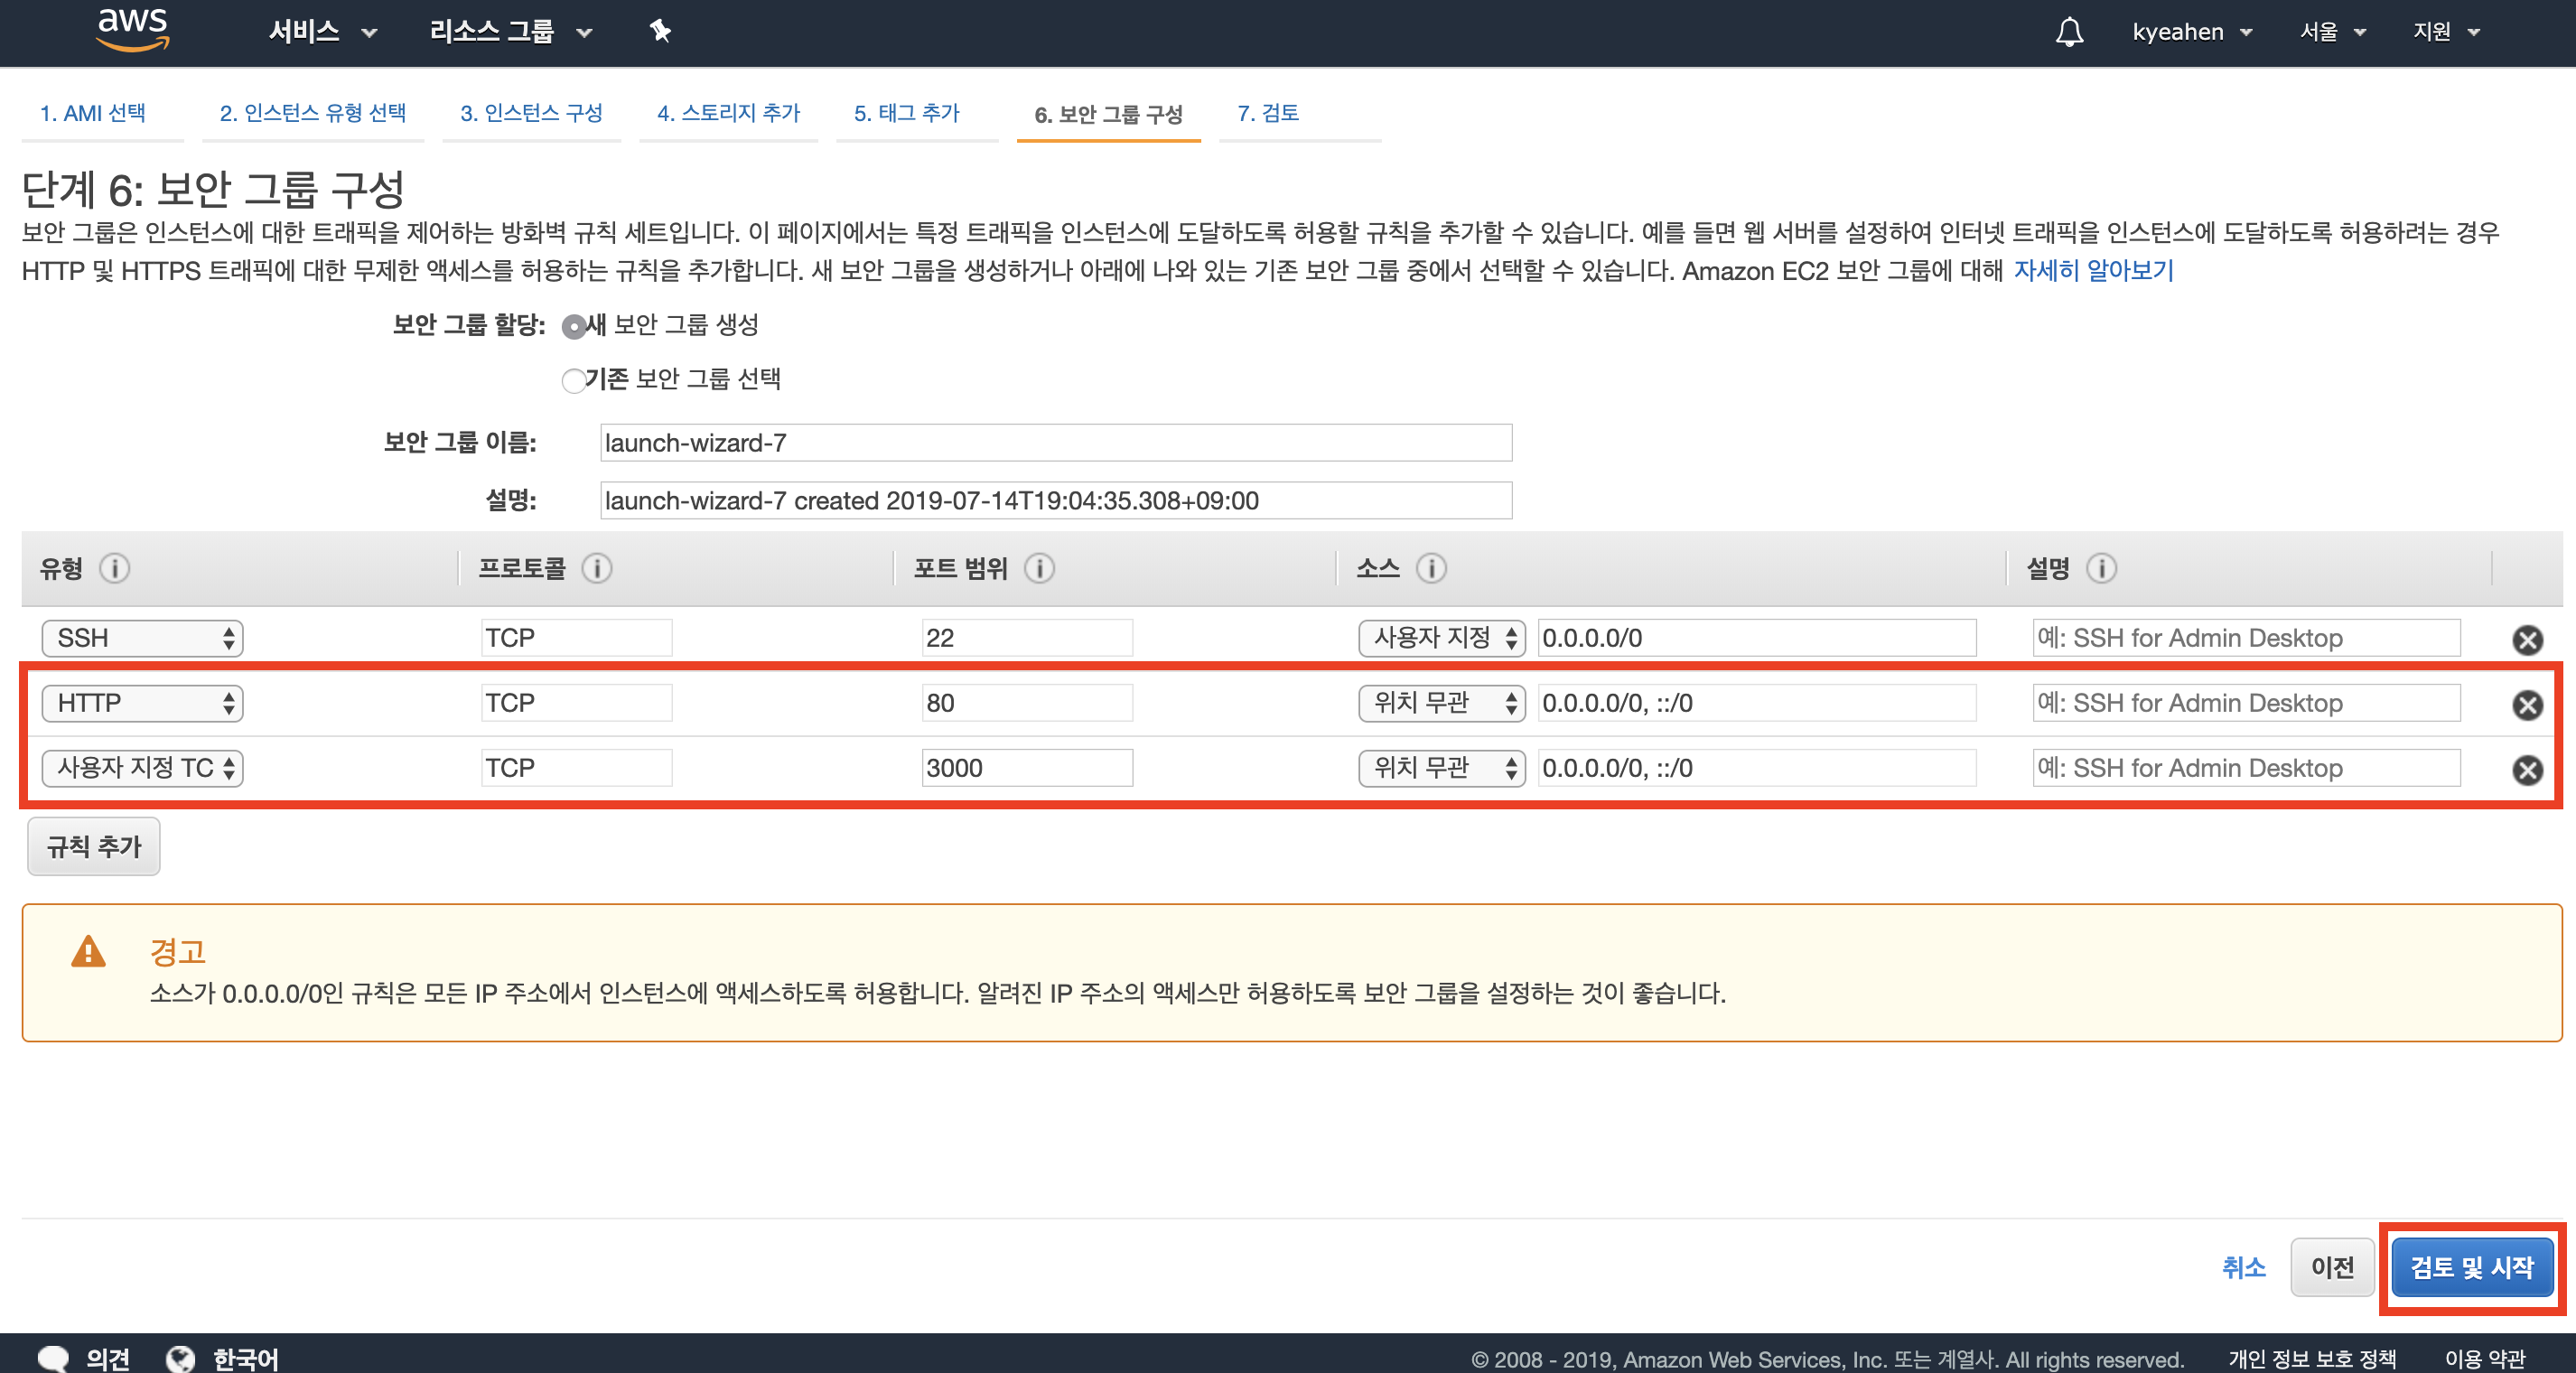 aws 서비스 리소스 그룹 kyeahen 서울 지원
1. AMI 선택 2. 인스턴스 유형 선택 3. 인스턴스 구성 4. 스토리지 추가 5. 태그 추가 6. 보안 그룹 구성 7. 검토
단계 6: 보안 그룹 구성
보안 그룹은 인스턴스에 대한 트래픽을 제어하는 방화벽 규칙 세트입니다. 이 페이지에서는 특정 트래픽을 인스턴스에 도달하도록 허용할 규칙을 추가할 수 있습니다. 예를 들면 웹 서버를 설정하여 인터넷 트래픽을 인스턴스에 도달하도록 허용하려는 경우
HTTP 및 HTTPS 트래픽에 대한 무제한 액세스를 허용하는 규칙을 추가합니다. 새 보안 그룹을 생성하거나 아래에 나와 있는 기존 보안 그룹 중에서 선택할 수 있습니다. Amazon EC2 보안 그룹에 대해 자세히 알아보기
보안 그룹 할당: 새 보안 그룹 생성
기존 보안 그룹 선택
보안 그룹 이름: launch-wizard-7
설명: launch-wizard-7 created 2019-07-14T19:04:35.308+09:00
유형 i 프로토콜 i 포트 범위 i 소스 i 설명 i
SSH TCP 22 사용자 지정 0.0.0.0/0 예: SSH for Admin Desktop
HTTP TCP 80 위치 무관 0.0.0.0/0, ::/0 예: SSH for Admin Desktop
사용자 지정 TC TCP 3000 위치 무관 0.0.0.0/0, ::/0 예: SSH for Admin Desktop
규칙 추가
경고
소스가 0.0.0.0/0인 규칙은 모든 IP 주소에서 인스턴스에 액세스하도록 허용합니다. 알려진 IP 주소의 액세스만 허용하도록 보안 그룹을 설정하는 것이 좋습니다.
취소 이전 검토 및 시작
의견 한국어 © 2008 - 2019, Amazon Web Services, Inc. 또는 계열사. All rights reserved. 개인 정보 보호 정책 이용 약관